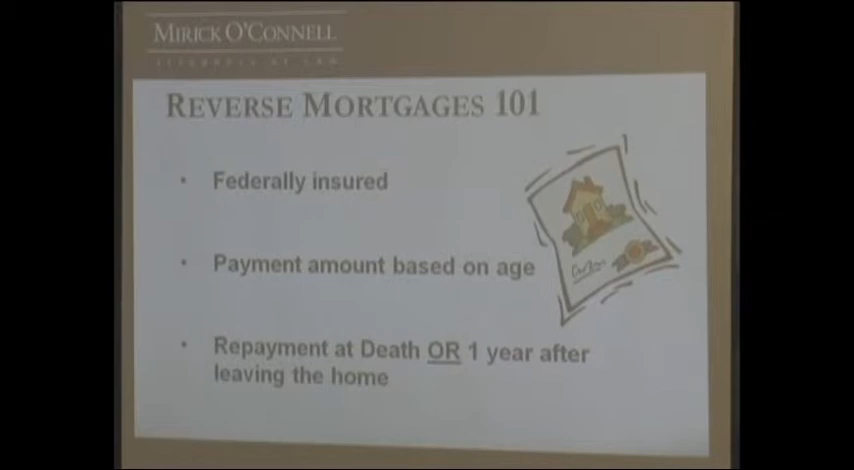 MIRICK O'CONNELL
ATTORNEYS AT LAW
REVERSE MORTGAGES 101
• Federally insured
• Payment amount based on age
• Repayment at Death OR 1 year after
leaving the home